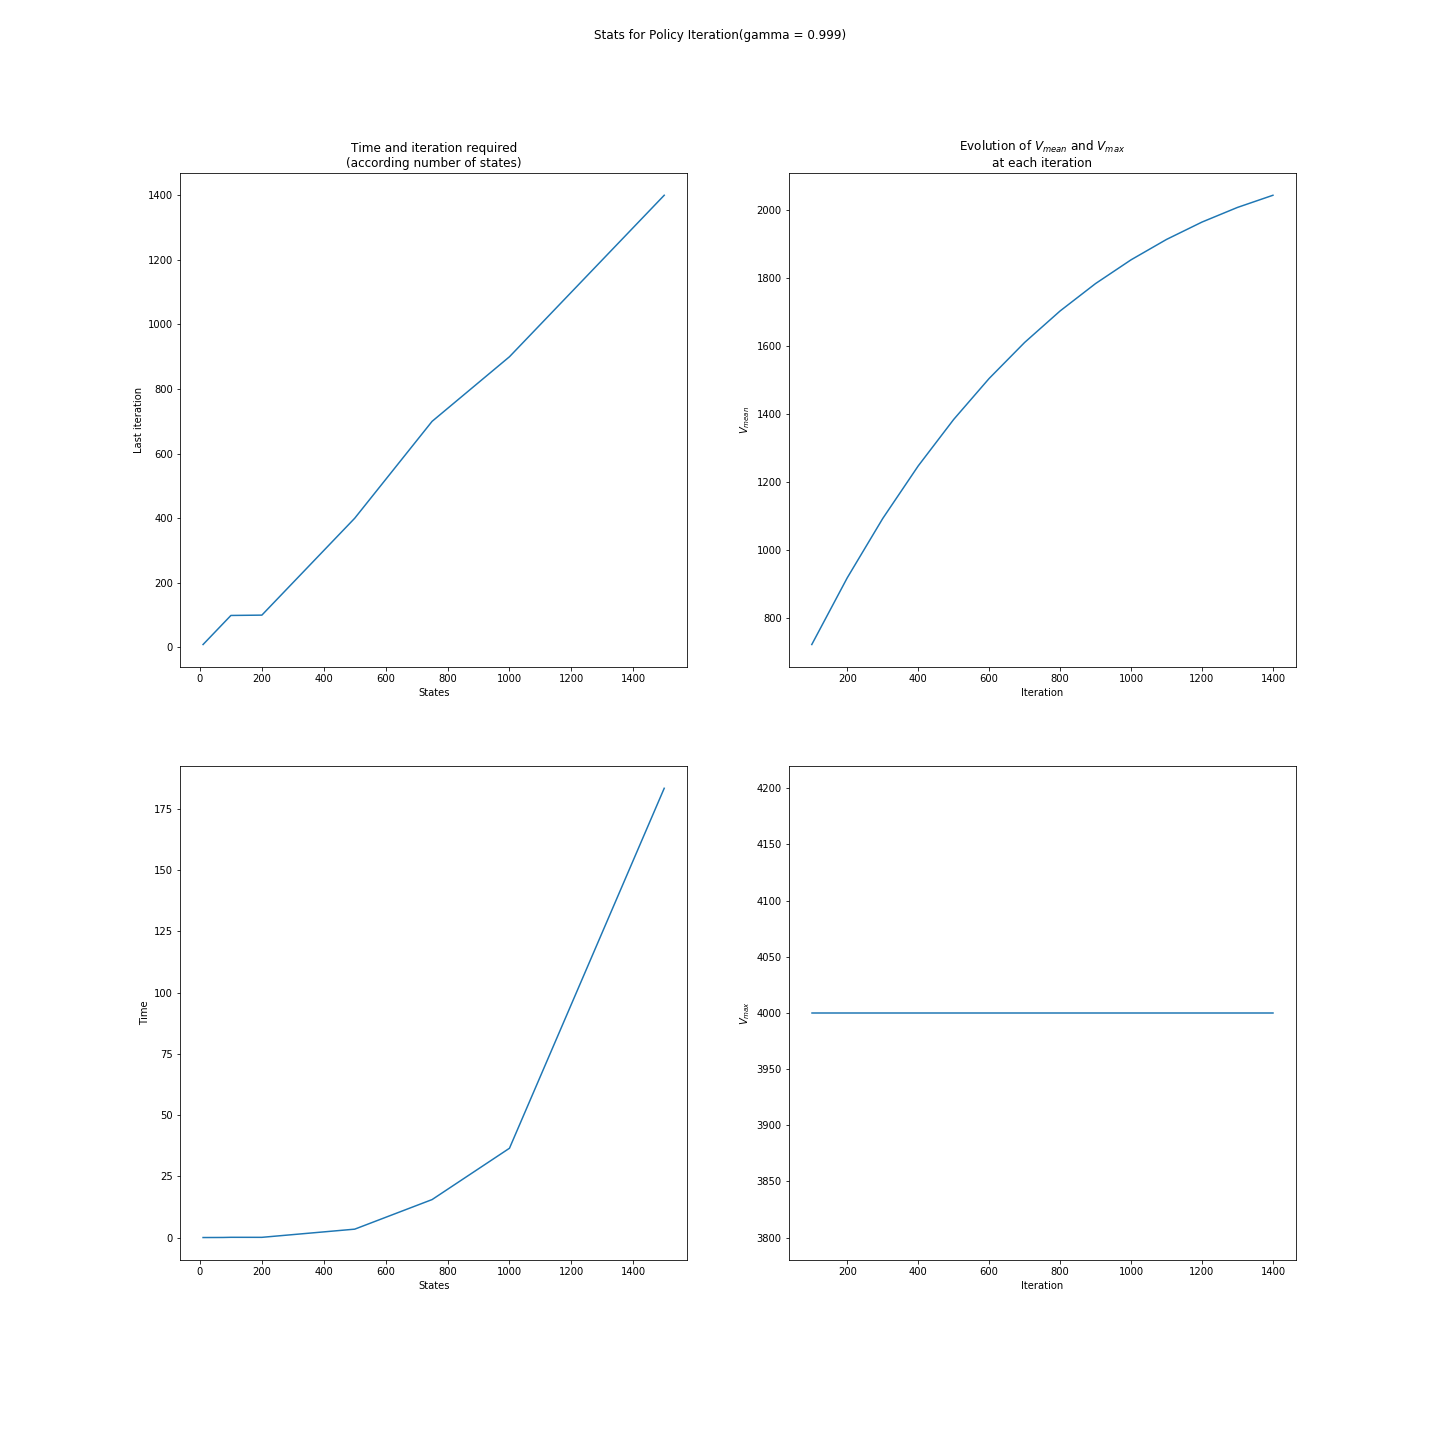 Stats for Policy Iteration(gamma = 0.999)
Time and iteration required
(according number of states)
1400
1200
1000
800
600
400
200
0
Last iteration
0 200 400 600 800 1000 1200 1400
States
Evolution of V_mean and V_max
at each iteration
2000
1800
1600
1400
1200
1000
800
V_mean
200 400 600 800 1000 1200 1400
Iteration
175
150
125
100
75
50
25
0
Time
0 200 400 600 800 1000 1200 1400
States
4200
4150
4100
4050
4000
3950
3900
3850
3800
V_max
200 400 600 800 1000 1200 1400
Iteration